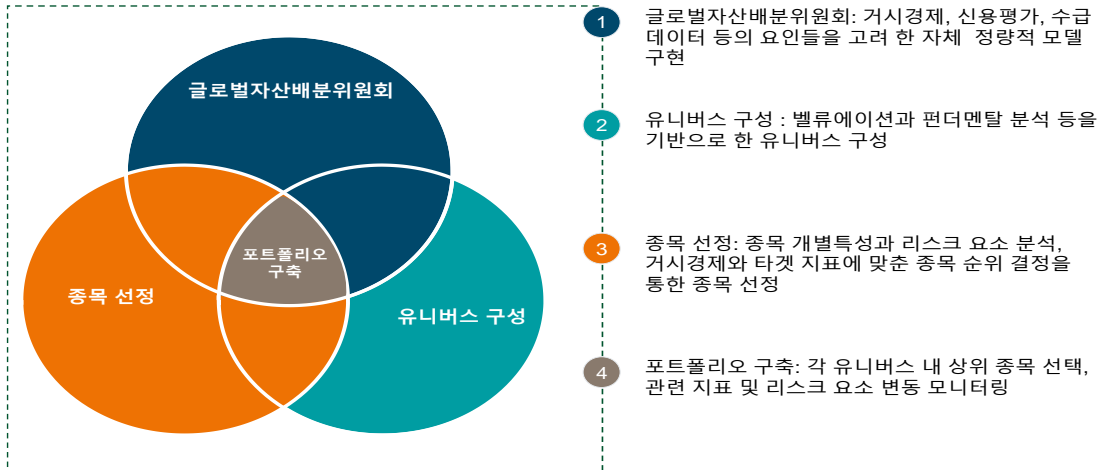 글로벌자산배분위원회
종목 선정
포트폴리오
구축
유니버스 구성
1
글로벌자산배분위원회: 거시경제, 신용평가, 수급
데이터 등의 요인들을 고려 한 자체 정량적 모델
구현
2
유니버스 구성 : 벨류에이션과 펀더멘탈 분석 등을
기반으로 한 유니버스 구성
3
종목 선정: 종목 개별특성과 리스크 요소 분석,
거시경제와 타겟 지표에 맞춘 종목 순위 결정을
통한 종목 선정
4
포트폴리오 구축: 각 유니버스 내 상위 종목 선택,
관련 지표 및 리스크 요소 변동 모니터링